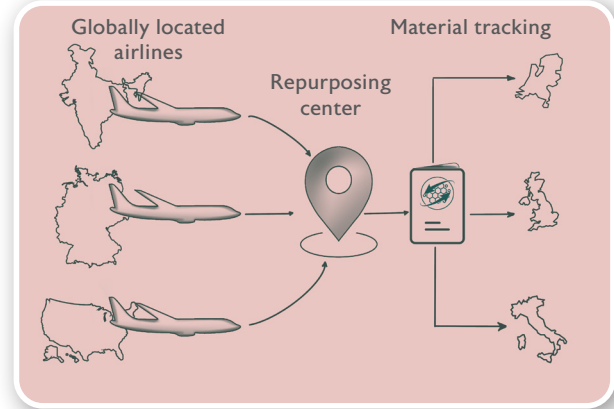 Globally located
airlines
Repurposing
center
Material tracking